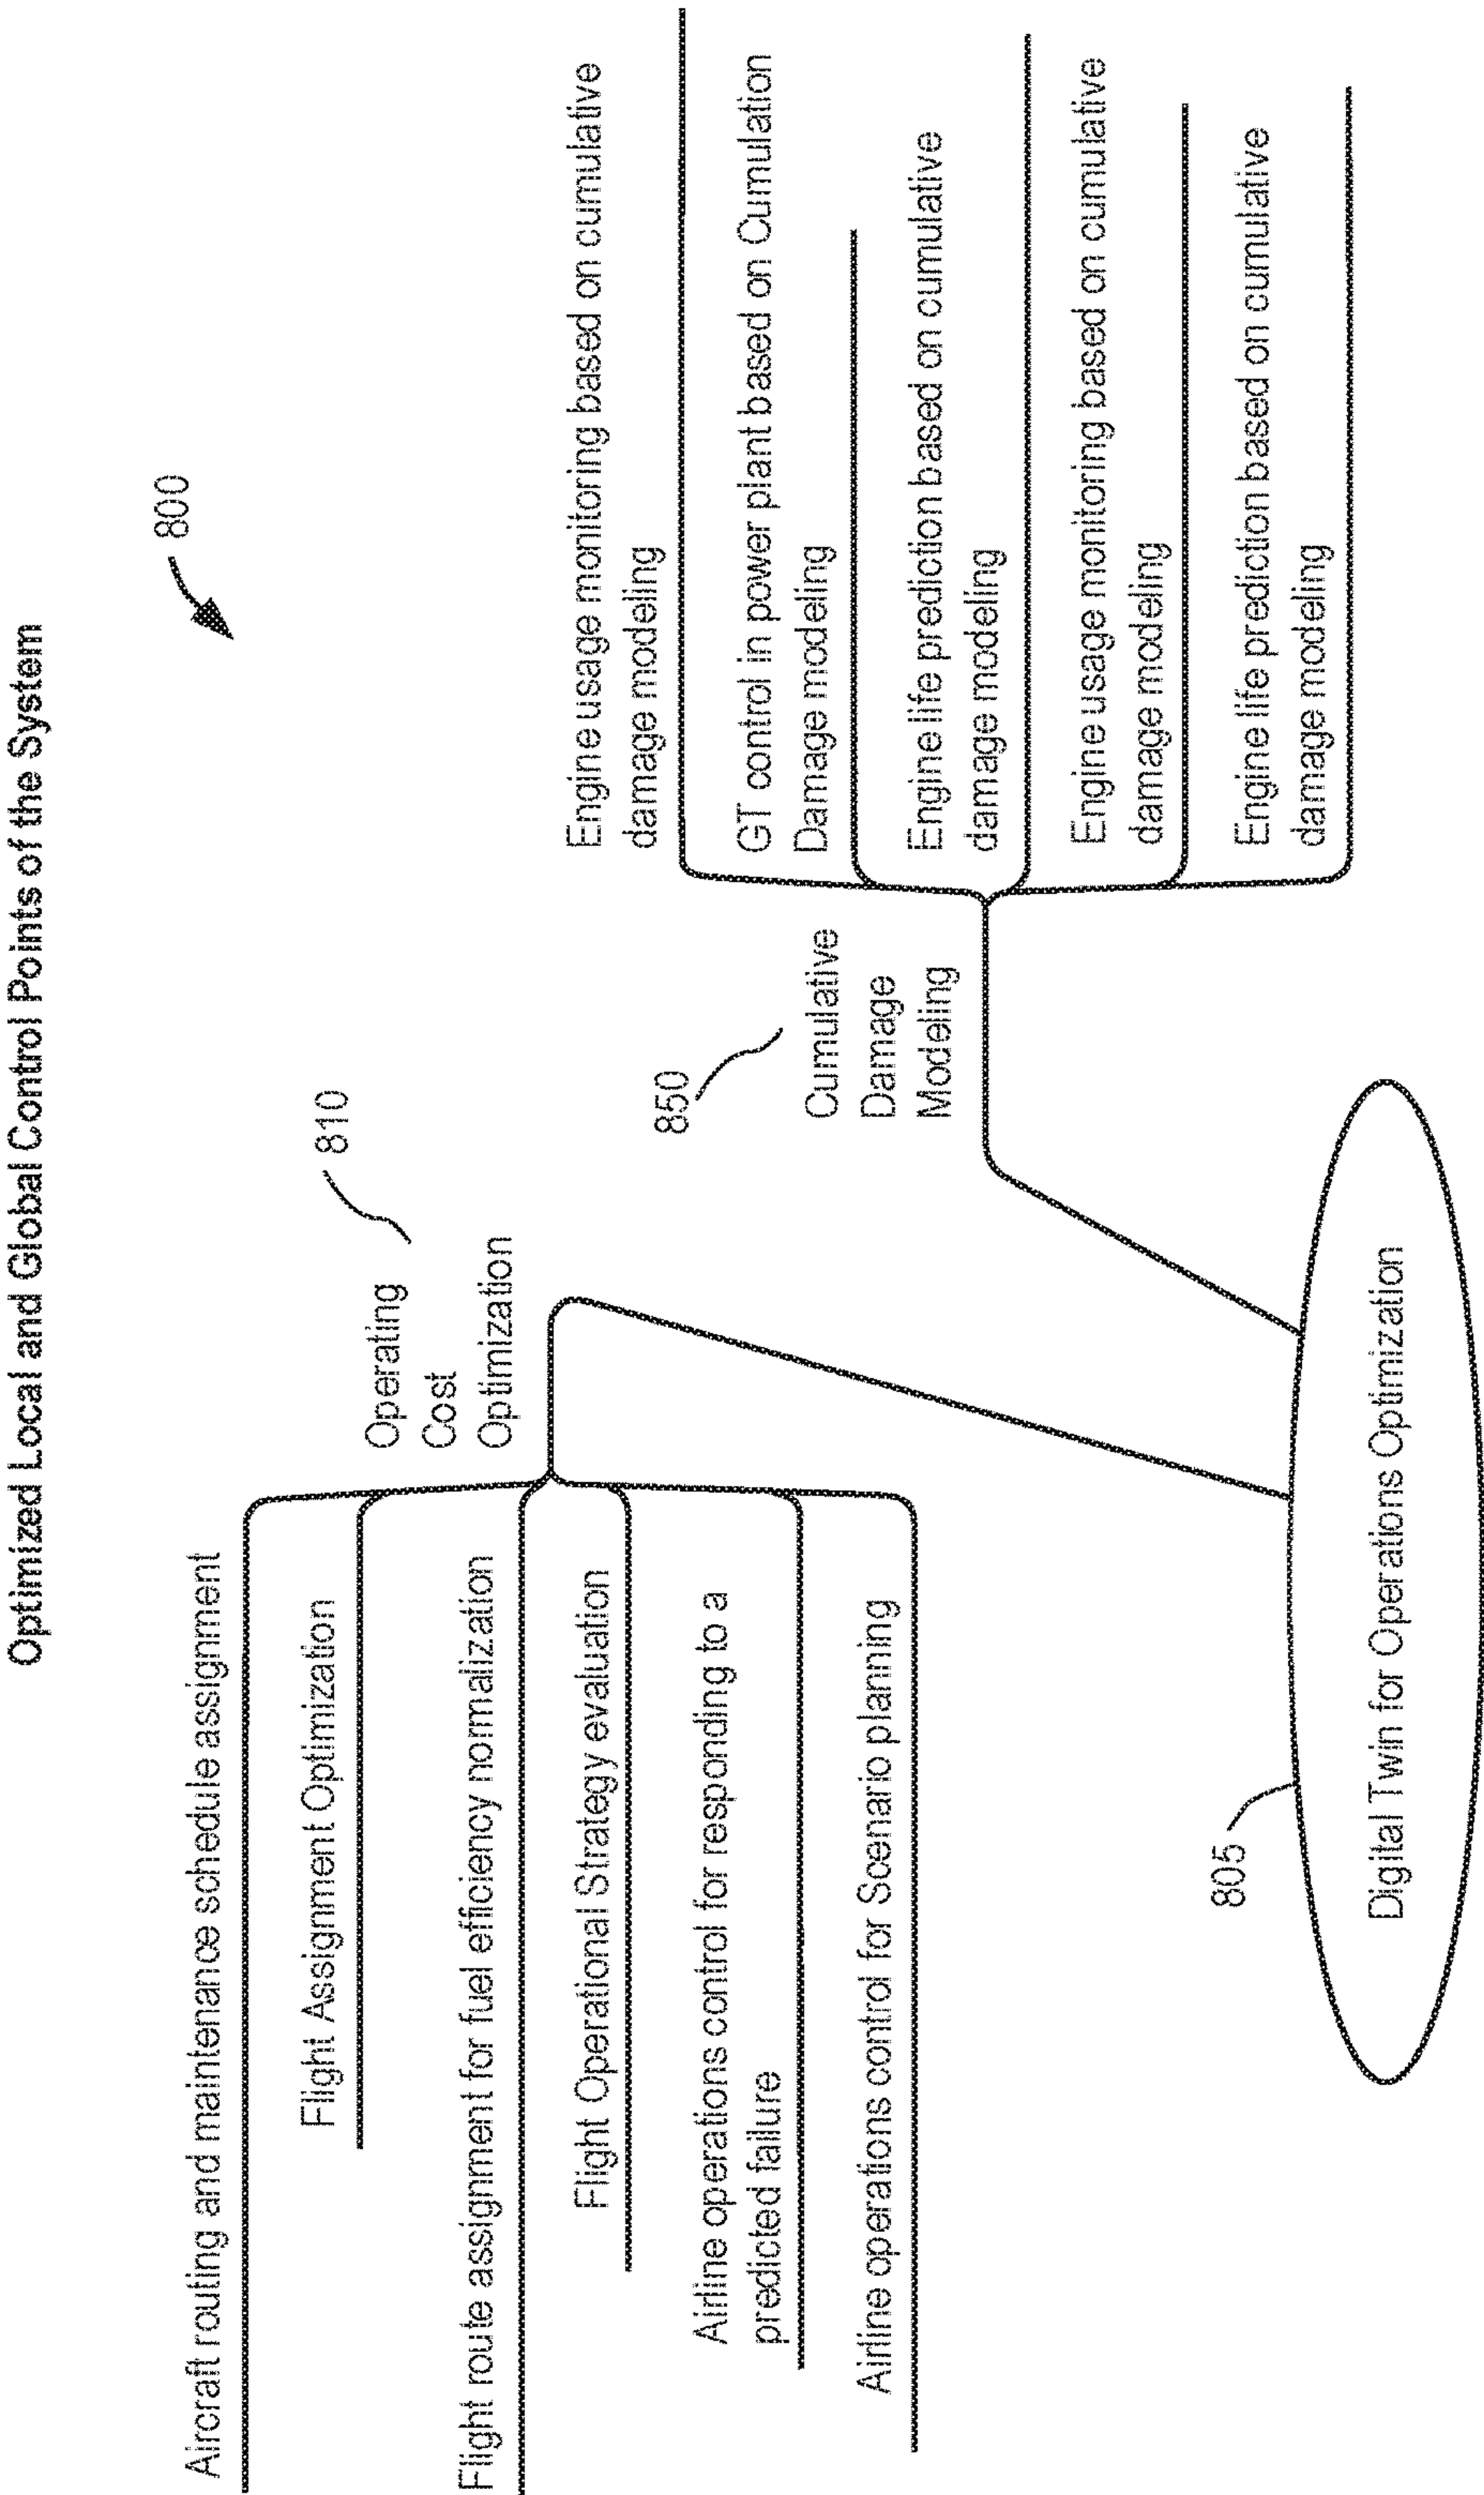 Optimized Local and Global Control Points of the System
800
Aircraft routing and maintenance schedule assignment
Flight Assignment Optimization
Flight route assignment for fuel efficiency normalization
Flight Operational Strategy evaluation
Airline operations control for responding to a
predicted failure
Airline operations control for Scenario planning
810
Operating
Cost
Optimization
850
Cumulative
Damage
Modeling
Engine usage monitoring based on cumulative
damage modeling
GT control in power plant based on Cumulation
Damage modeling
Engine life prediction based on cumulative
damage modeling
Engine usage monitoring based on cumulative
damage modeling
Engine life prediction based on cumulative
damage modeling
805
Digital Twin for Operations Optimization